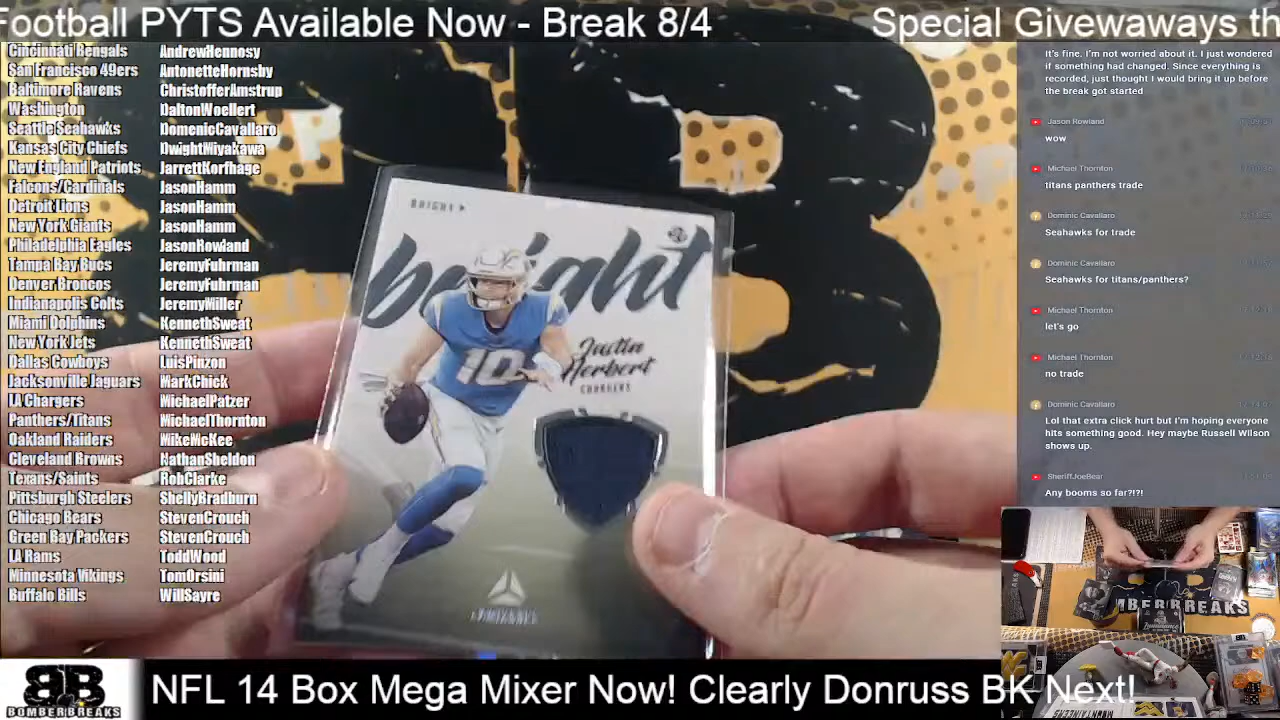 Football PYTS Available Now - Break 8/4
Special Givewaways th
Cincinnati Bengals AndrewHennosy
San Francisco 49ers AntonetteHornsby
Baltimore Ravens ChristofferAmstrup
Washington DaltonWoellert
Seattle Seahawks DomenicCavallaro
Kansas City Chiefs DwightMiyakawa
New England Patriots JarrettKorfhage
Falcons/Cardinals JasonHamm
Detroit Lions JasonHamm
New York Giants JasonHamm
Philadelphia Eagles JasonRowland
Tampa Bay Bucs JeremyFuhrman
Denver Broncos JeremyFuhrman
Indianapolis Colts JeremyMiller
Miami Dolphins KennethSweat
New York Jets KennethSweat
Dallas Cowboys LuisPinzon
Jacksonville Jaguars MarkChick
LA Chargers MichaelPatzer
Panthers/Titans MichaelThornton
Oakland Raiders MikeMcKee
Cleveland Browns NathanSheldon
Texans/Saints RobClarke
Pittsburgh Steelers ShellyBradburn
Chicago Bears StevenCrouch
Green Bay Packers StevenCrouch
LA Rams ToddWood
Minnesota Vikings TomOrsini
Buffalo Bills WillSayre
BRIGHT
bright
10
Justin
Herbert
CHARGERS
LUMINANCE
It's fine. I'm not worried about it. I just wondered
if something had changed. Since everything is
recorded, just thought I would bring it up before
the break got started
Jason Rowland
wow
Michael Thornton
titans panthers trade
Dominic Cavallaro
Seahawks for trade
Dominic Cavallaro
Seahawks for titans/panthers?
Michael Thornton
let's go
Michael Thornton
no trade
Dominic Cavallaro
Lol that extra click hurt but I'm hoping everyone
hits something good. Hey maybe Russell Wilson
shows up.
SheriffJoeBear
Any booms so far?!?!
MBERBREAKS
BB
BOMBERBREAKS
NFL 14 Box Mega Mixer Now! Clearly Donruss BK Next!